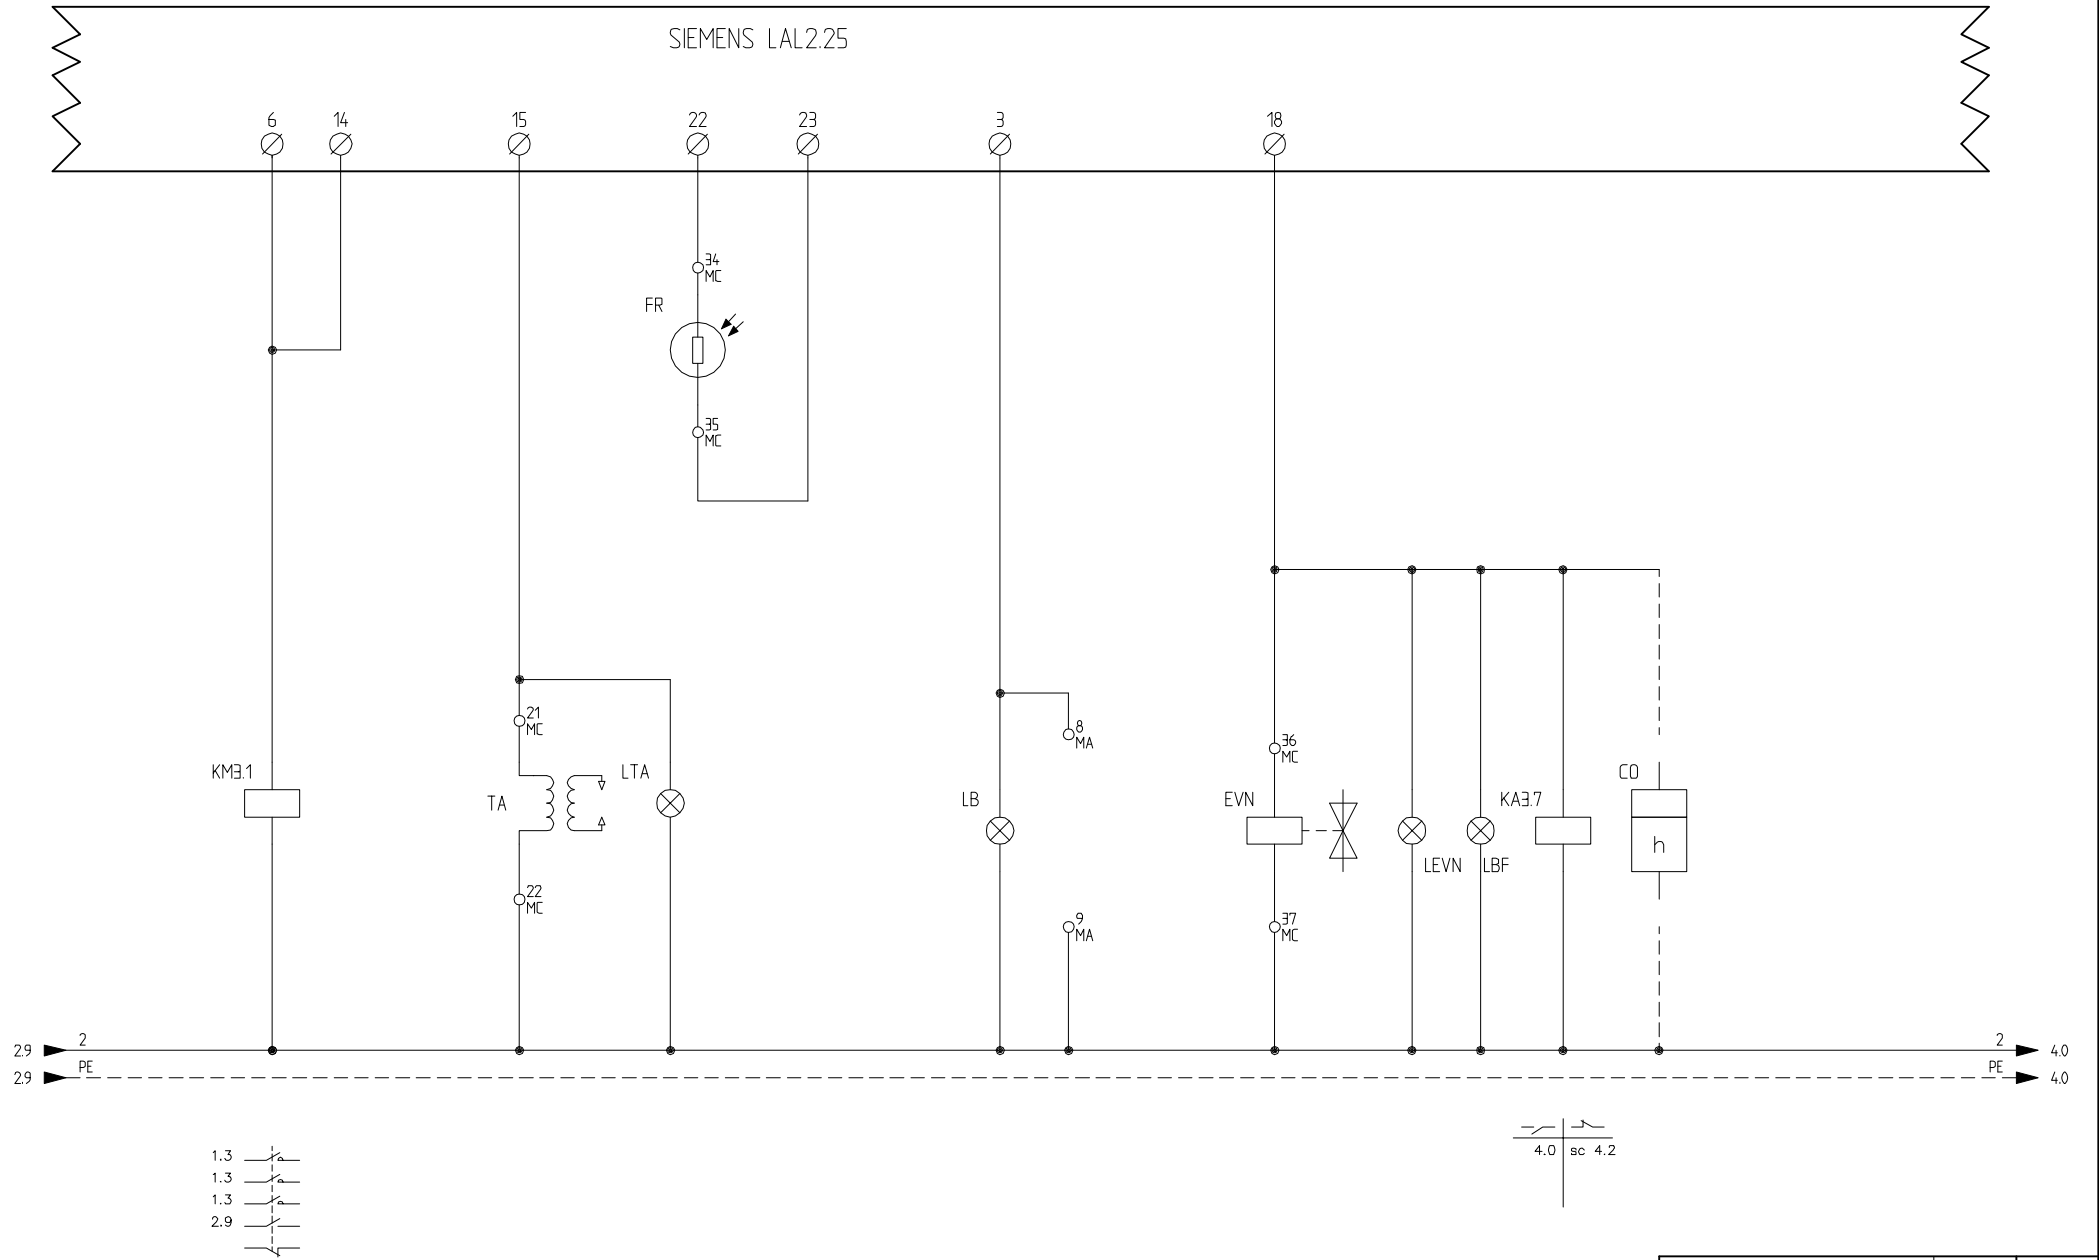 SIEMENS LAL2.25
6 14 15 22 23 3 18
34
MC
FR
35
MC
21
MC
8
MA
36
MC
KM3.1
LTA
CO
TA
LB
EVN
KA3.7
h
LEVN
LBF
22
MC
9
MA
37
MC
2.9 2 2 4.0
2.9 PE PE 4.0
4.0 sc 4.2
1.3
1.3
1.3
2.9